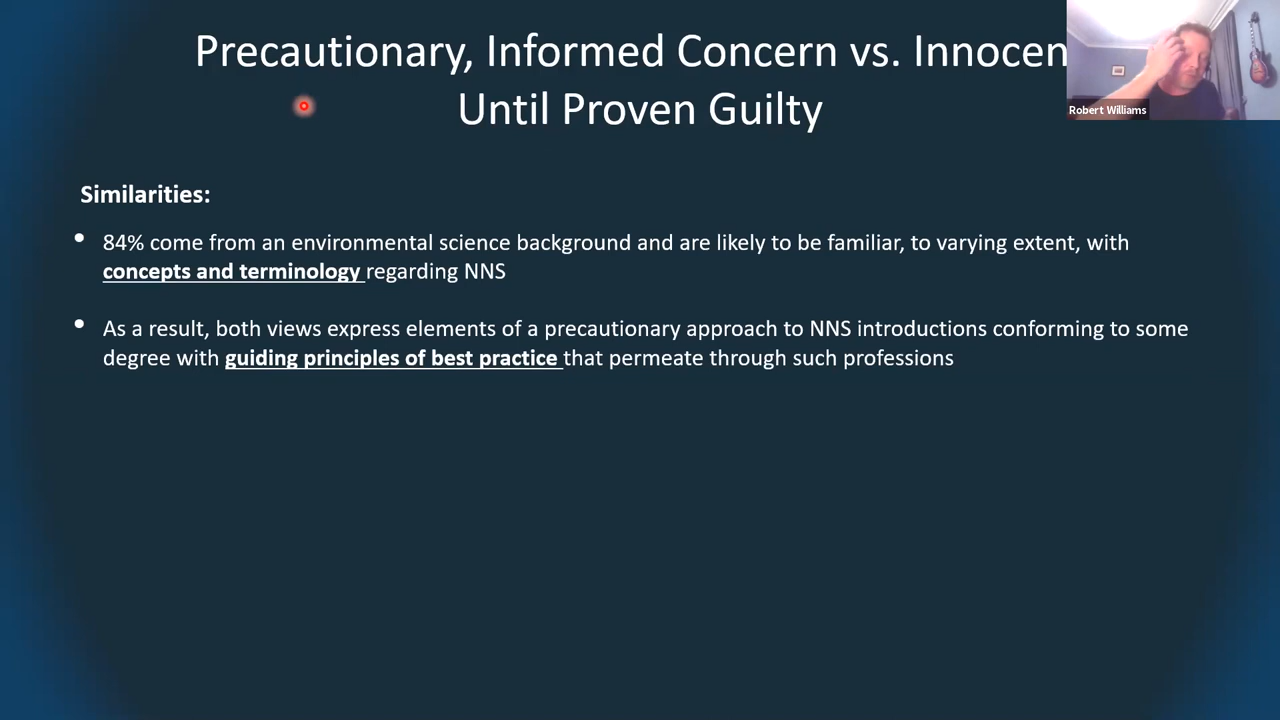 Precautionary, Informed Concern vs. Innocen
Until Proven Guilty
Robert Williams
Similarities:
• 84% come from an environmental science background and are likely to be familiar, to varying extent, with
concepts and terminology regarding NNS
• As a result, both views express elements of a precautionary approach to NNS introductions conforming to some
degree with guiding principles of best practice that permeate through such professions